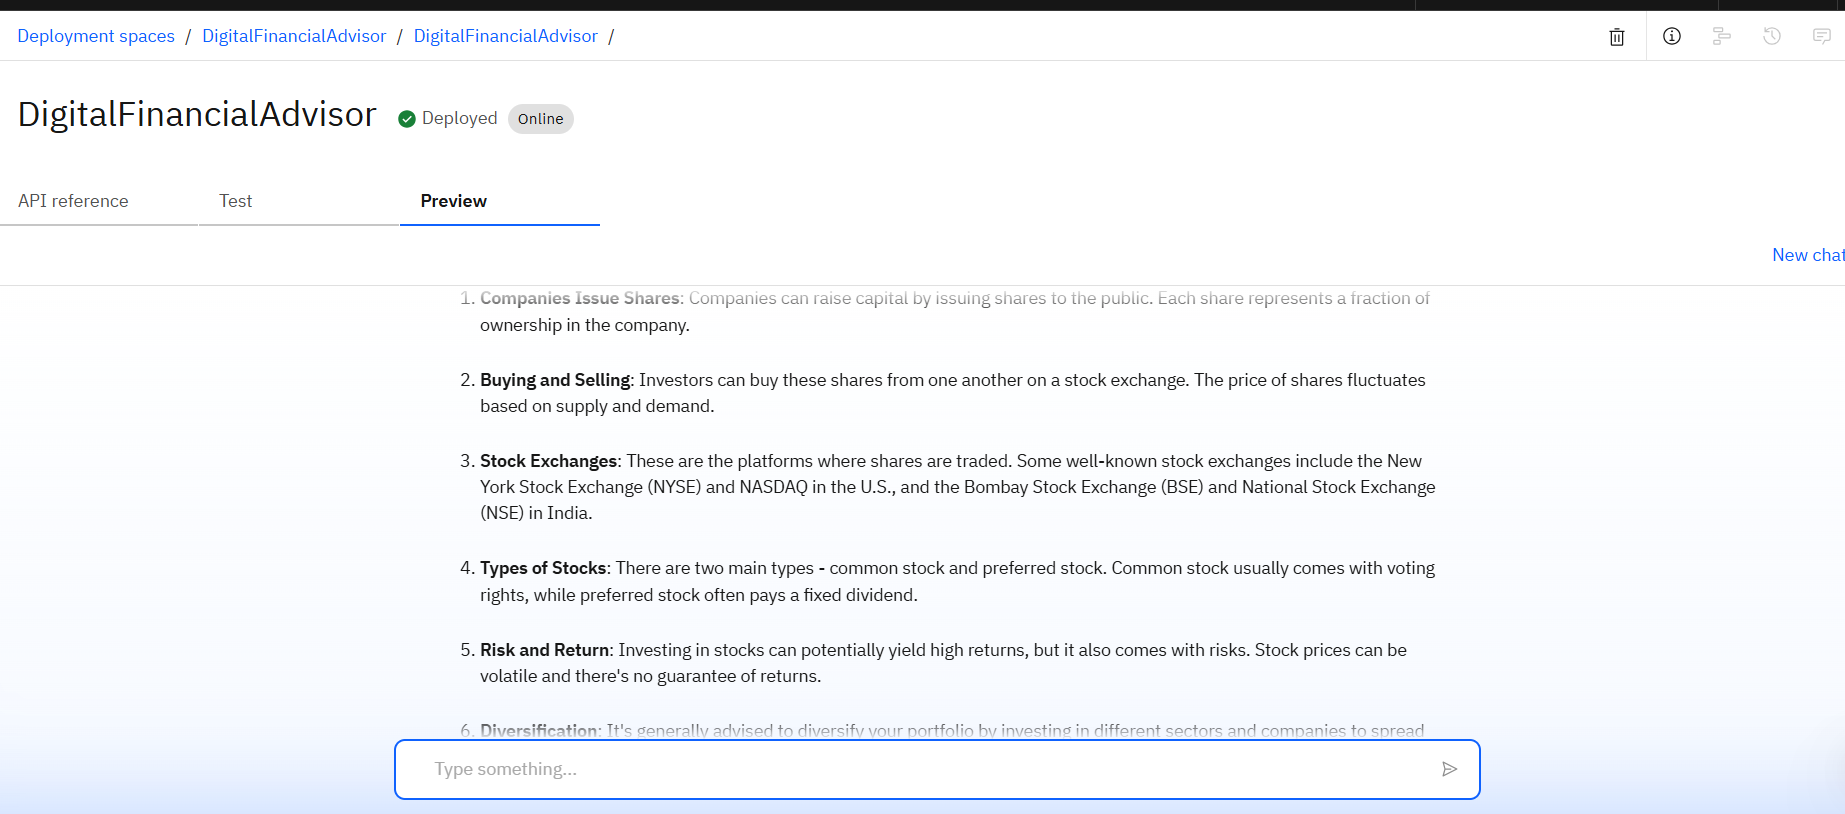 Deployment spaces / DigitalFinancialAdvisor / DigitalFinancialAdvisor /
DigitalFinancialAdvisor Deployed Online
API reference Test Preview
New chat
1. Companies Issue Shares: Companies can raise capital by issuing shares to the public. Each share represents a fraction of
ownership in the company.
2. Buying and Selling: Investors can buy these shares from one another on a stock exchange. The price of shares fluctuates
based on supply and demand.
3. Stock Exchanges: These are the platforms where shares are traded. Some well-known stock exchanges include the New
York Stock Exchange (NYSE) and NASDAQ in the U.S., and the Bombay Stock Exchange (BSE) and National Stock Exchange
(NSE) in India.
4. Types of Stocks: There are two main types - common stock and preferred stock. Common stock usually comes with voting
rights, while preferred stock often pays a fixed dividend.
5. Risk and Return: Investing in stocks can potentially yield high returns, but it also comes with risks. Stock prices can be
volatile and there's no guarantee of returns.
6. Diversification: It's generally advised to diversify your portfolio by investing in different sectors and companies to spread
Type something...